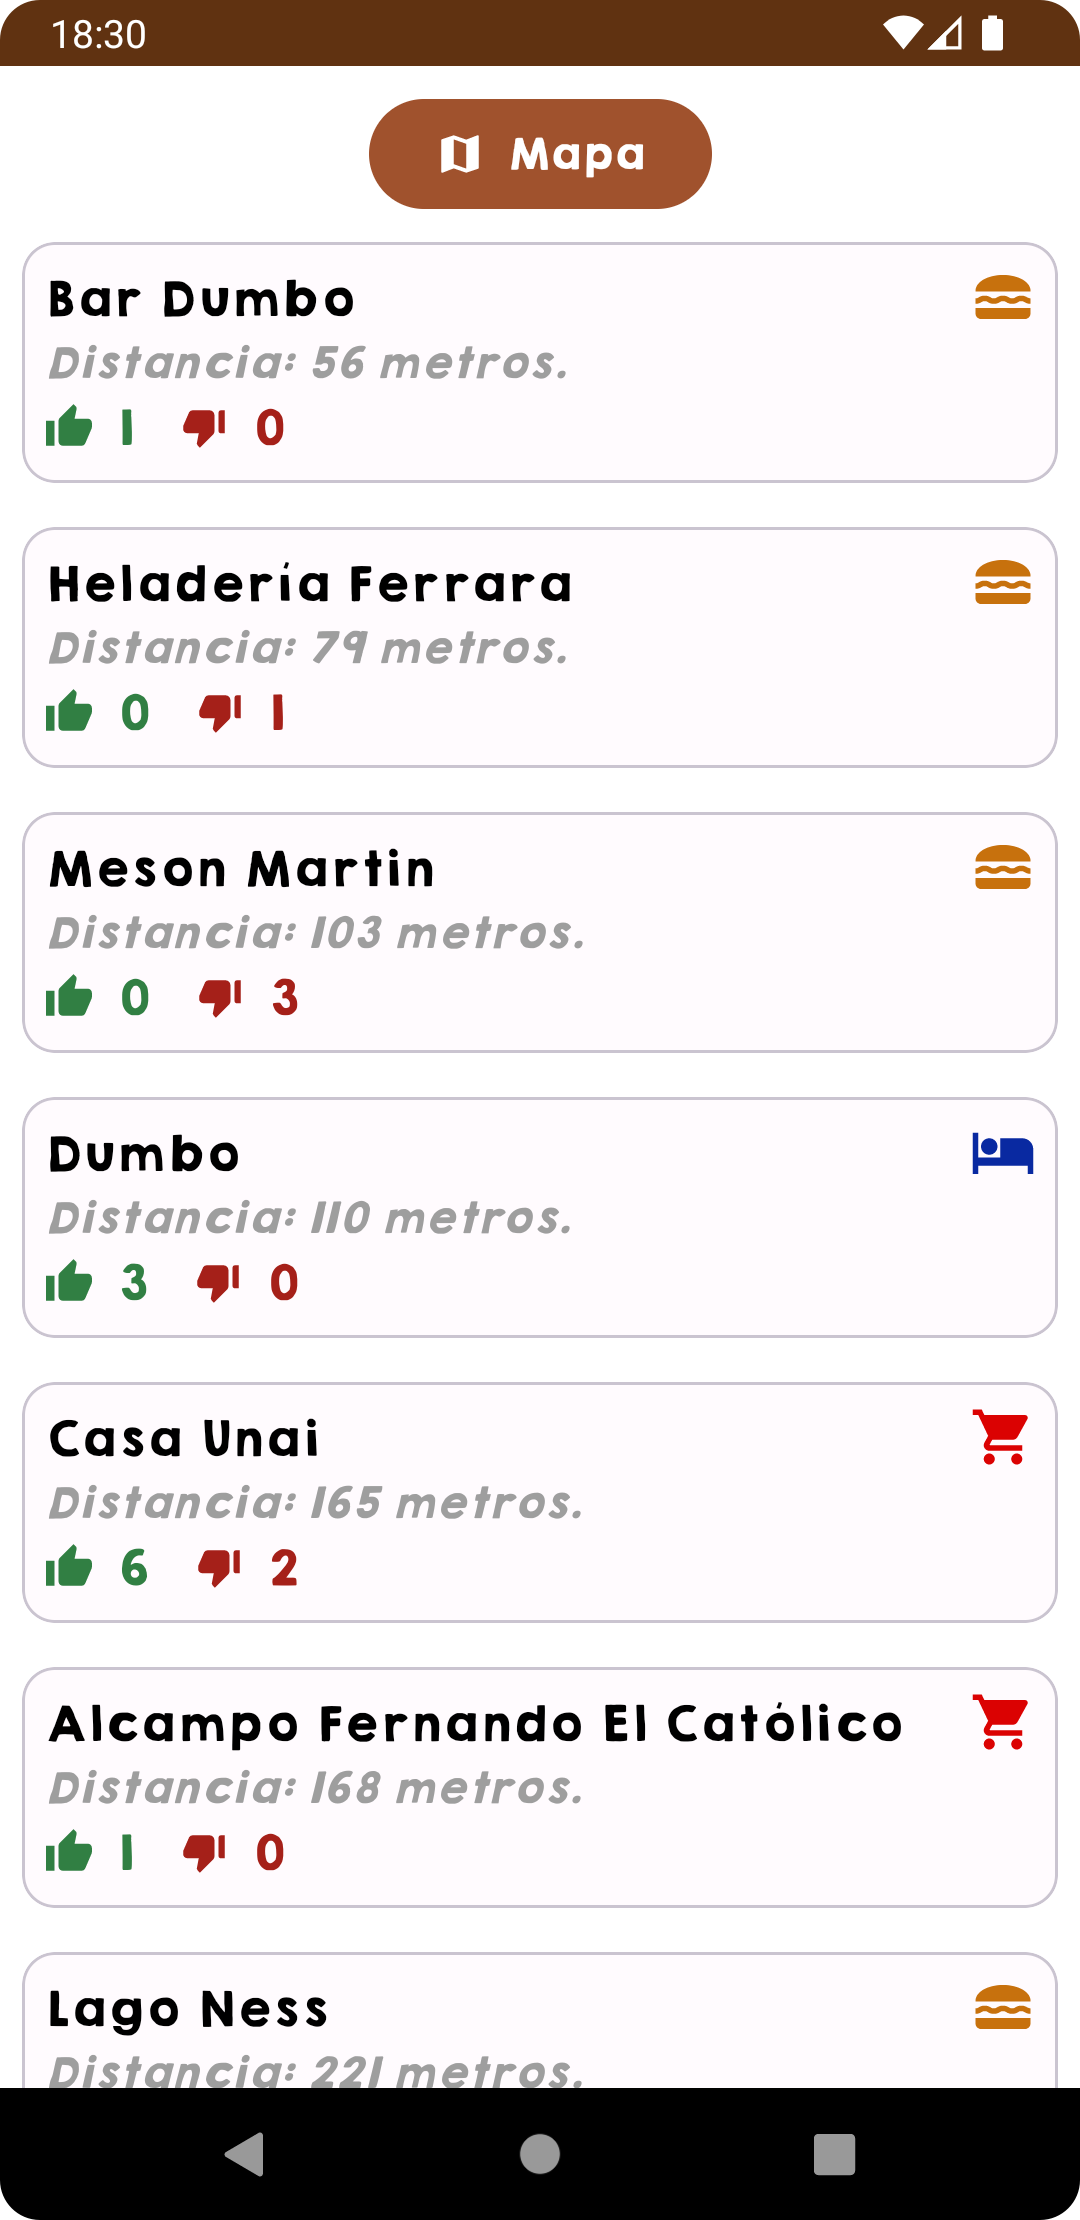 18:30
Mapa
Bar Dumbo
Distancia: 56 metros.
1 0
Heladería Ferrara
Distancia: 79 metros.
0 1
Meson Martin
Distancia: 103 metros.
0 3
Dumbo
Distancia: 110 metros.
3 0
Casa Unai
Distancia: 165 metros.
6 2
Alcampo Fernando El Católico
Distancia: 168 metros.
1 0
Lago Ness
Distancia: 221 metros.